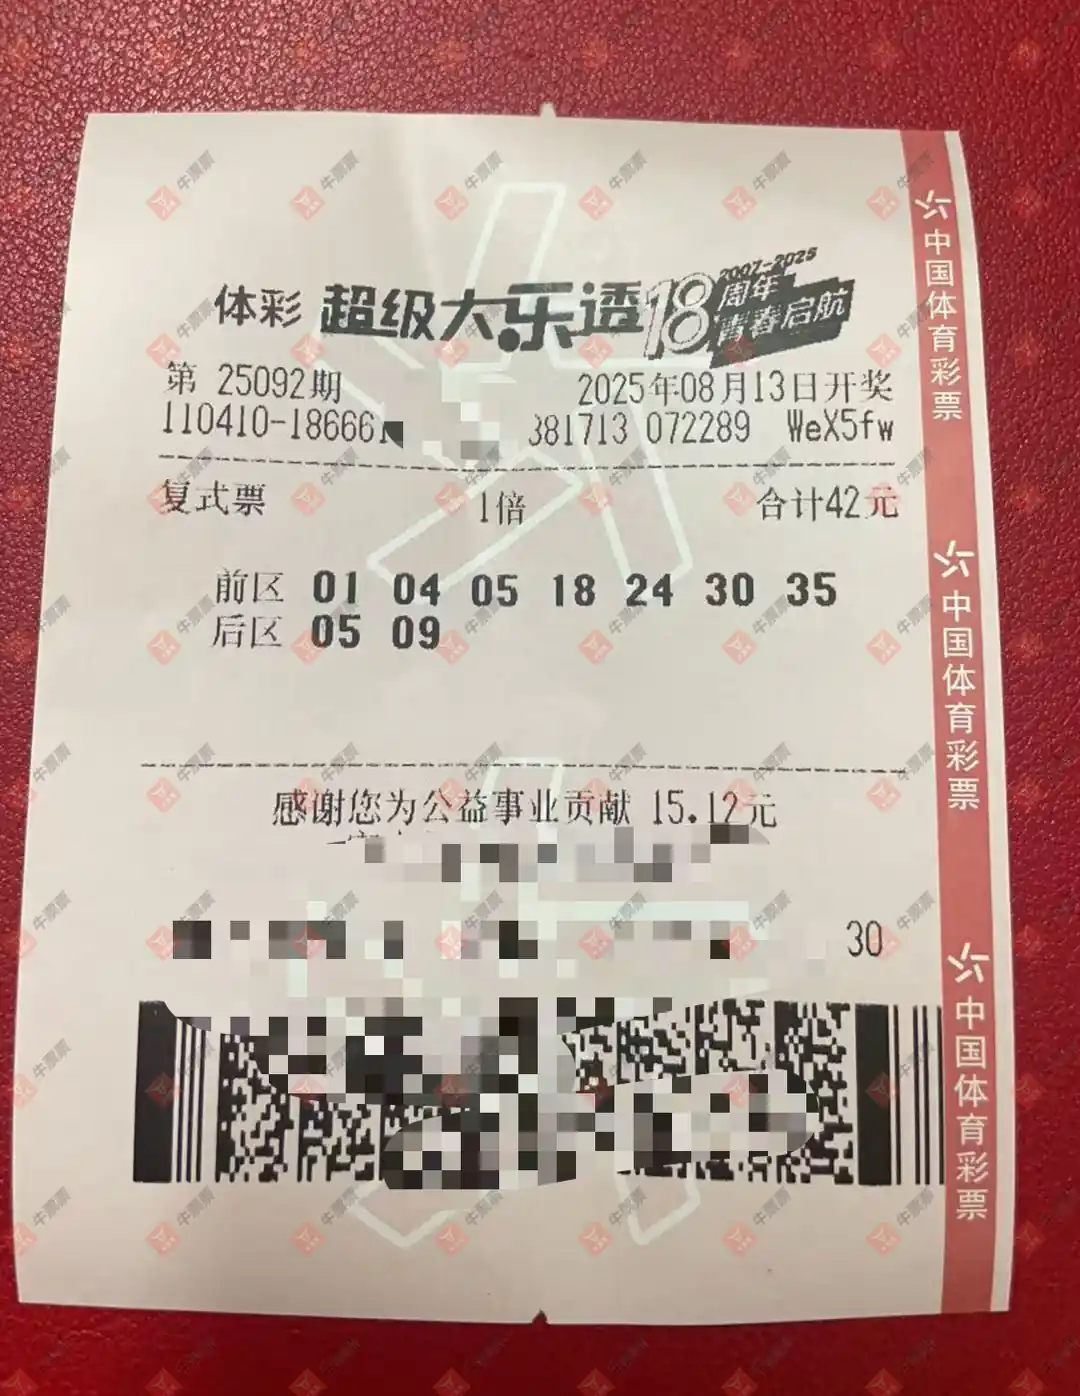 体彩 超级大乐透 18 2007-2025 周年 青春启航
第 25092期 2025年08月13日开奖
110410-186661 381713 072289 WeX5fw
复式票 1倍 合计42元
前区 01 04 05 18 24 30 35
后区 05 09
感谢您为公益事业贡献 15.12元
30
中国体育彩票
中国体育彩票
中国体育彩票
牛票票